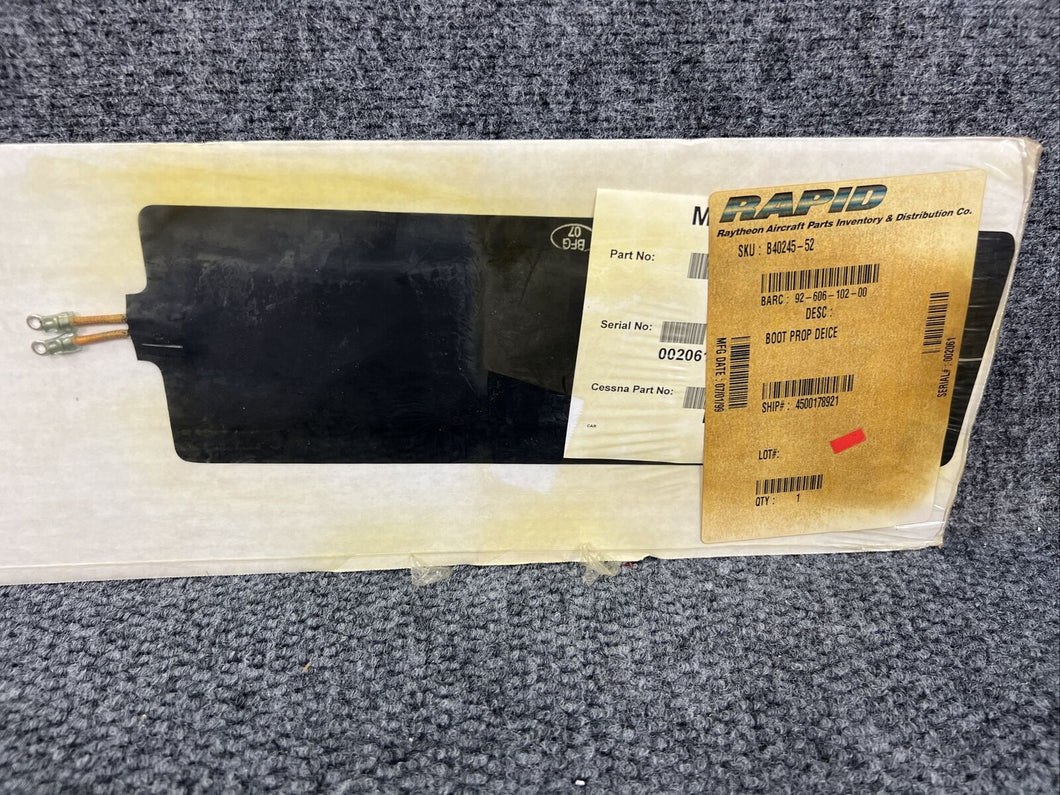 BFG
07
M
Part No:
Serial No:
002061
Cessna Part No:
CAR
RAPID
Raytheon Aircraft Parts Inventory & Distribution Co.
SKU : B40245-52
BARC : 92-606-102-00
DESC :
BOOT PROP DEICE
MFG DATE : 07/01/99
SERIAL# : 002061
SHIP# : 4500178921
LOT#:
QTY : 1